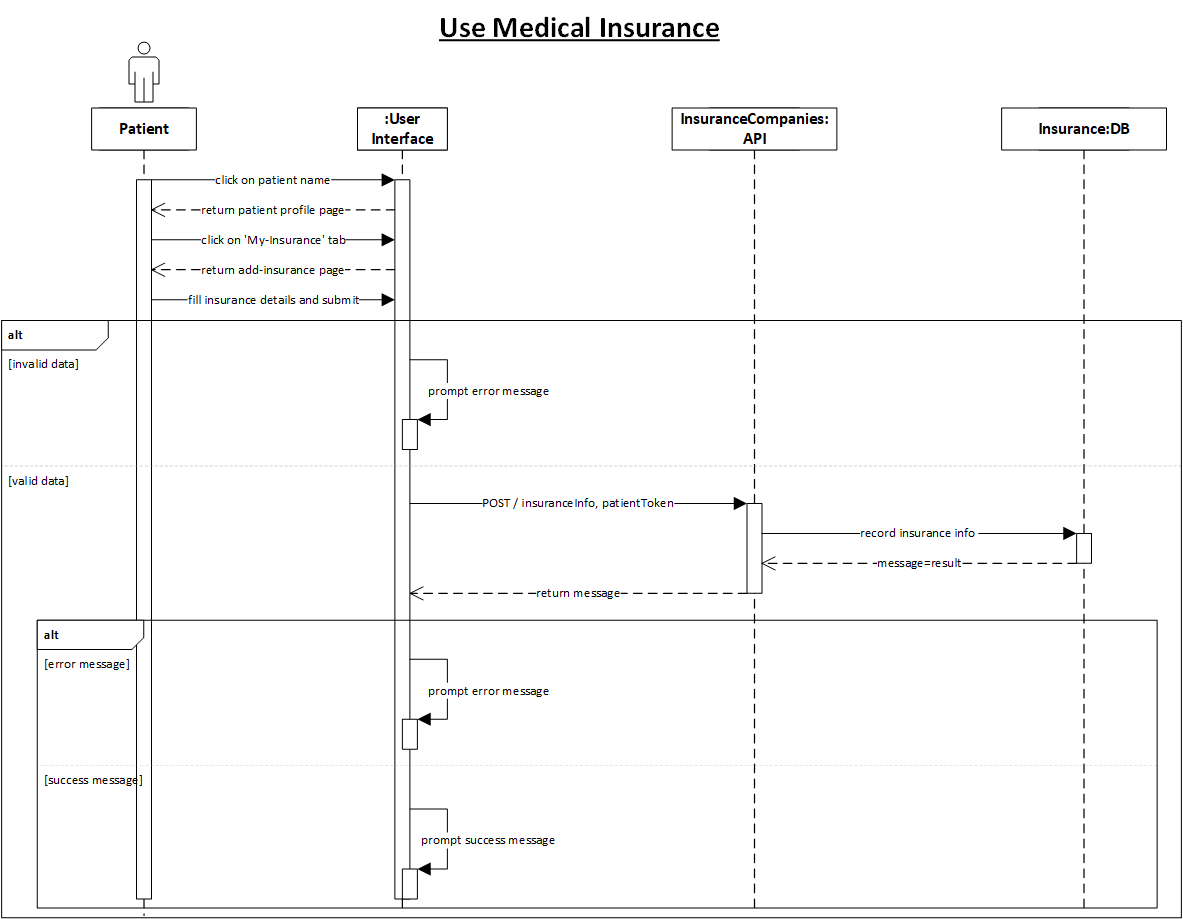 Use Medical Insurance
Patient
:User
Interface
InsuranceCompanies:
API
Insurance:DB
click on patient name
return patient profile page
click on 'My-Insurance' tab
return add-insurance page
fill insurance details and submit
alt
[invalid data]
prompt error message
[valid data]
POST / insuranceInfo, patientToken
record insurance info
message=result
return message
alt
[error message]
prompt error message
[success message]
prompt success message